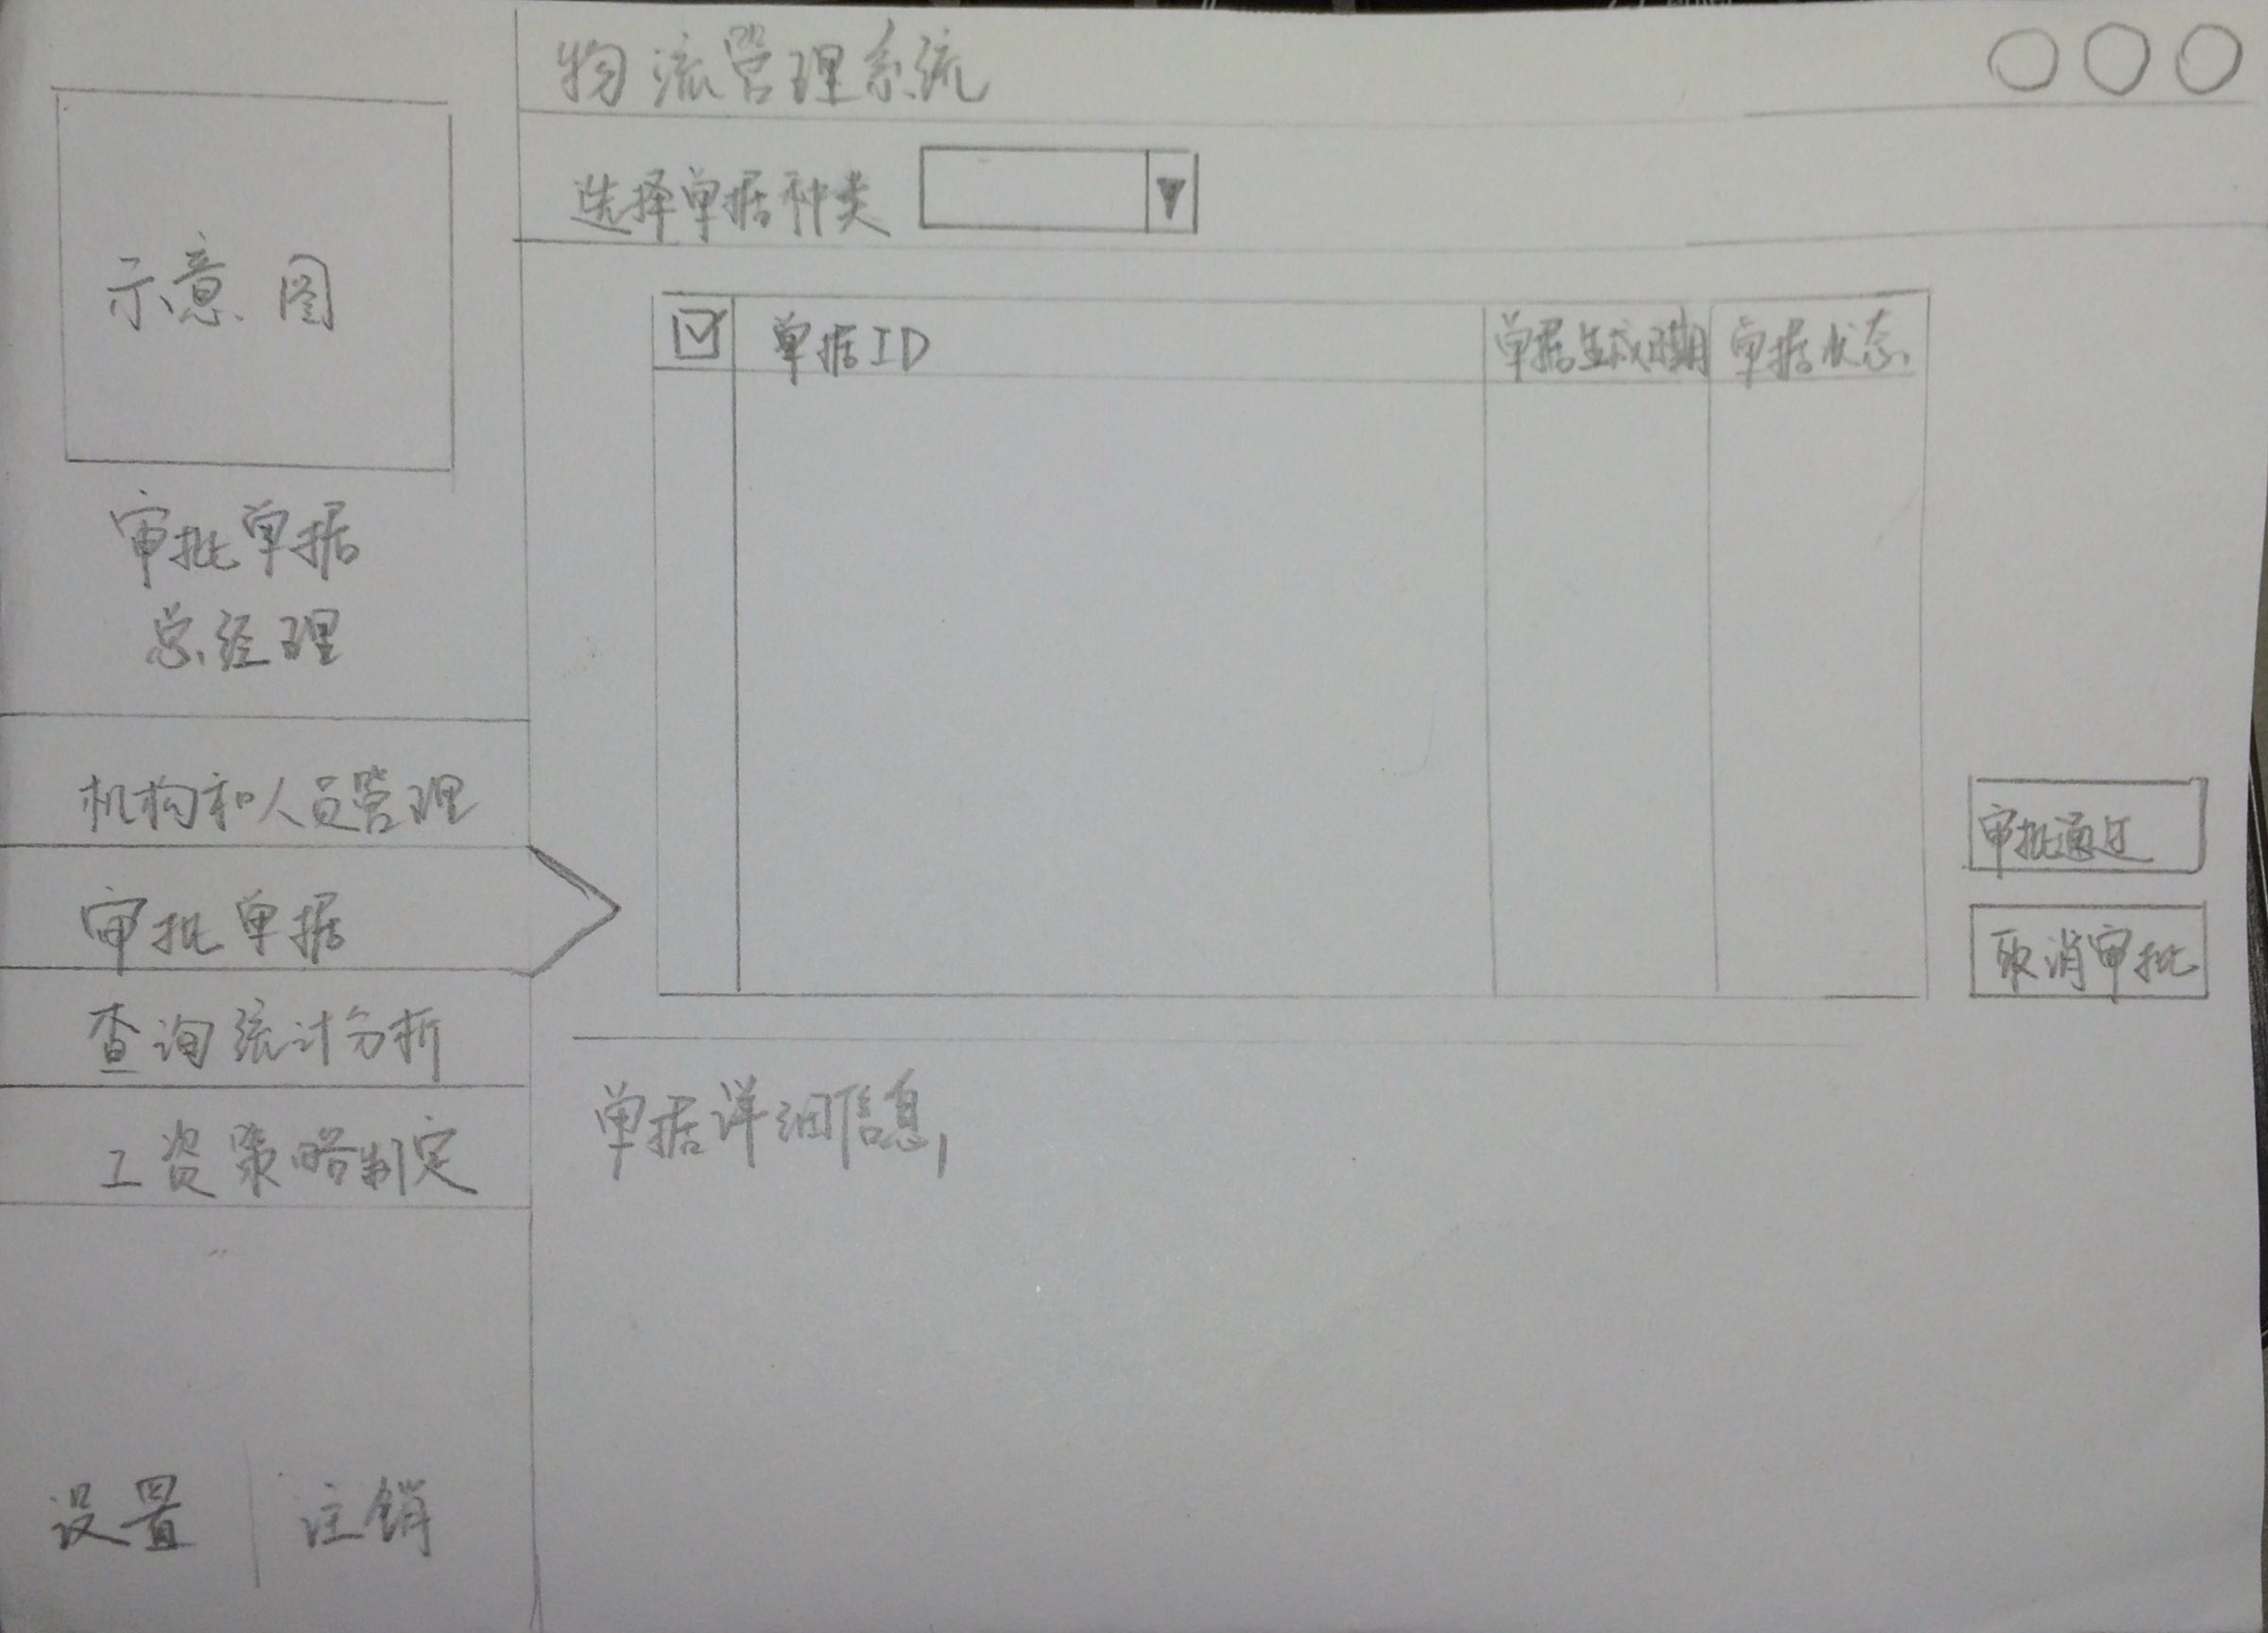 物流管理系统
选择单据种类
示意图
审批单据
总经理
机构和人员管理
审批单据
查询统计分析
工资策略制定
设置
注销
单据ID
单据生成日期
单据状态
审批通过
取消审批
单据详细信息